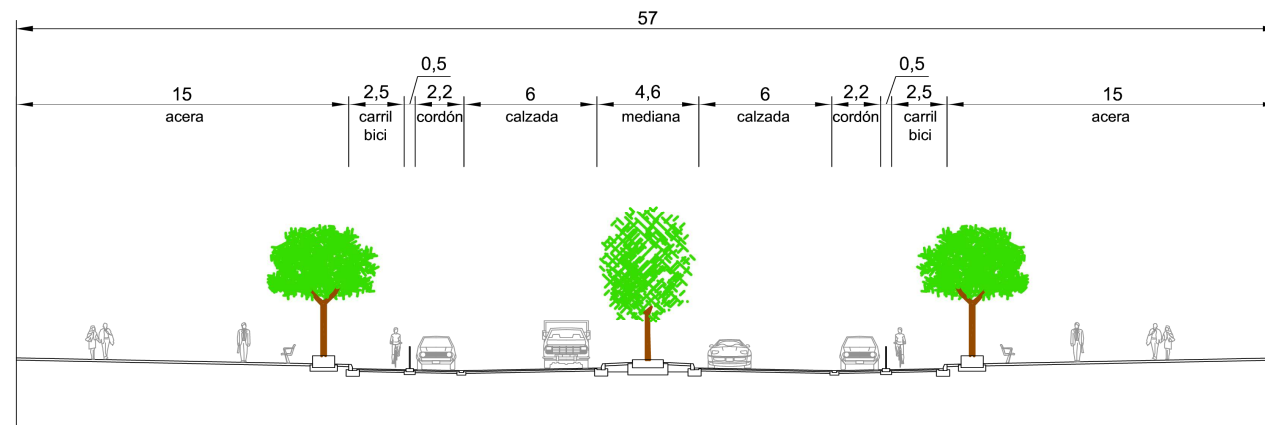 57
0,5
0,5
15
2,5
2,2
6
4,6
6
2,2
2,5
15
acera
carril
bici
cordón
calzada
mediana
calzada
cordón
carril
bici
acera